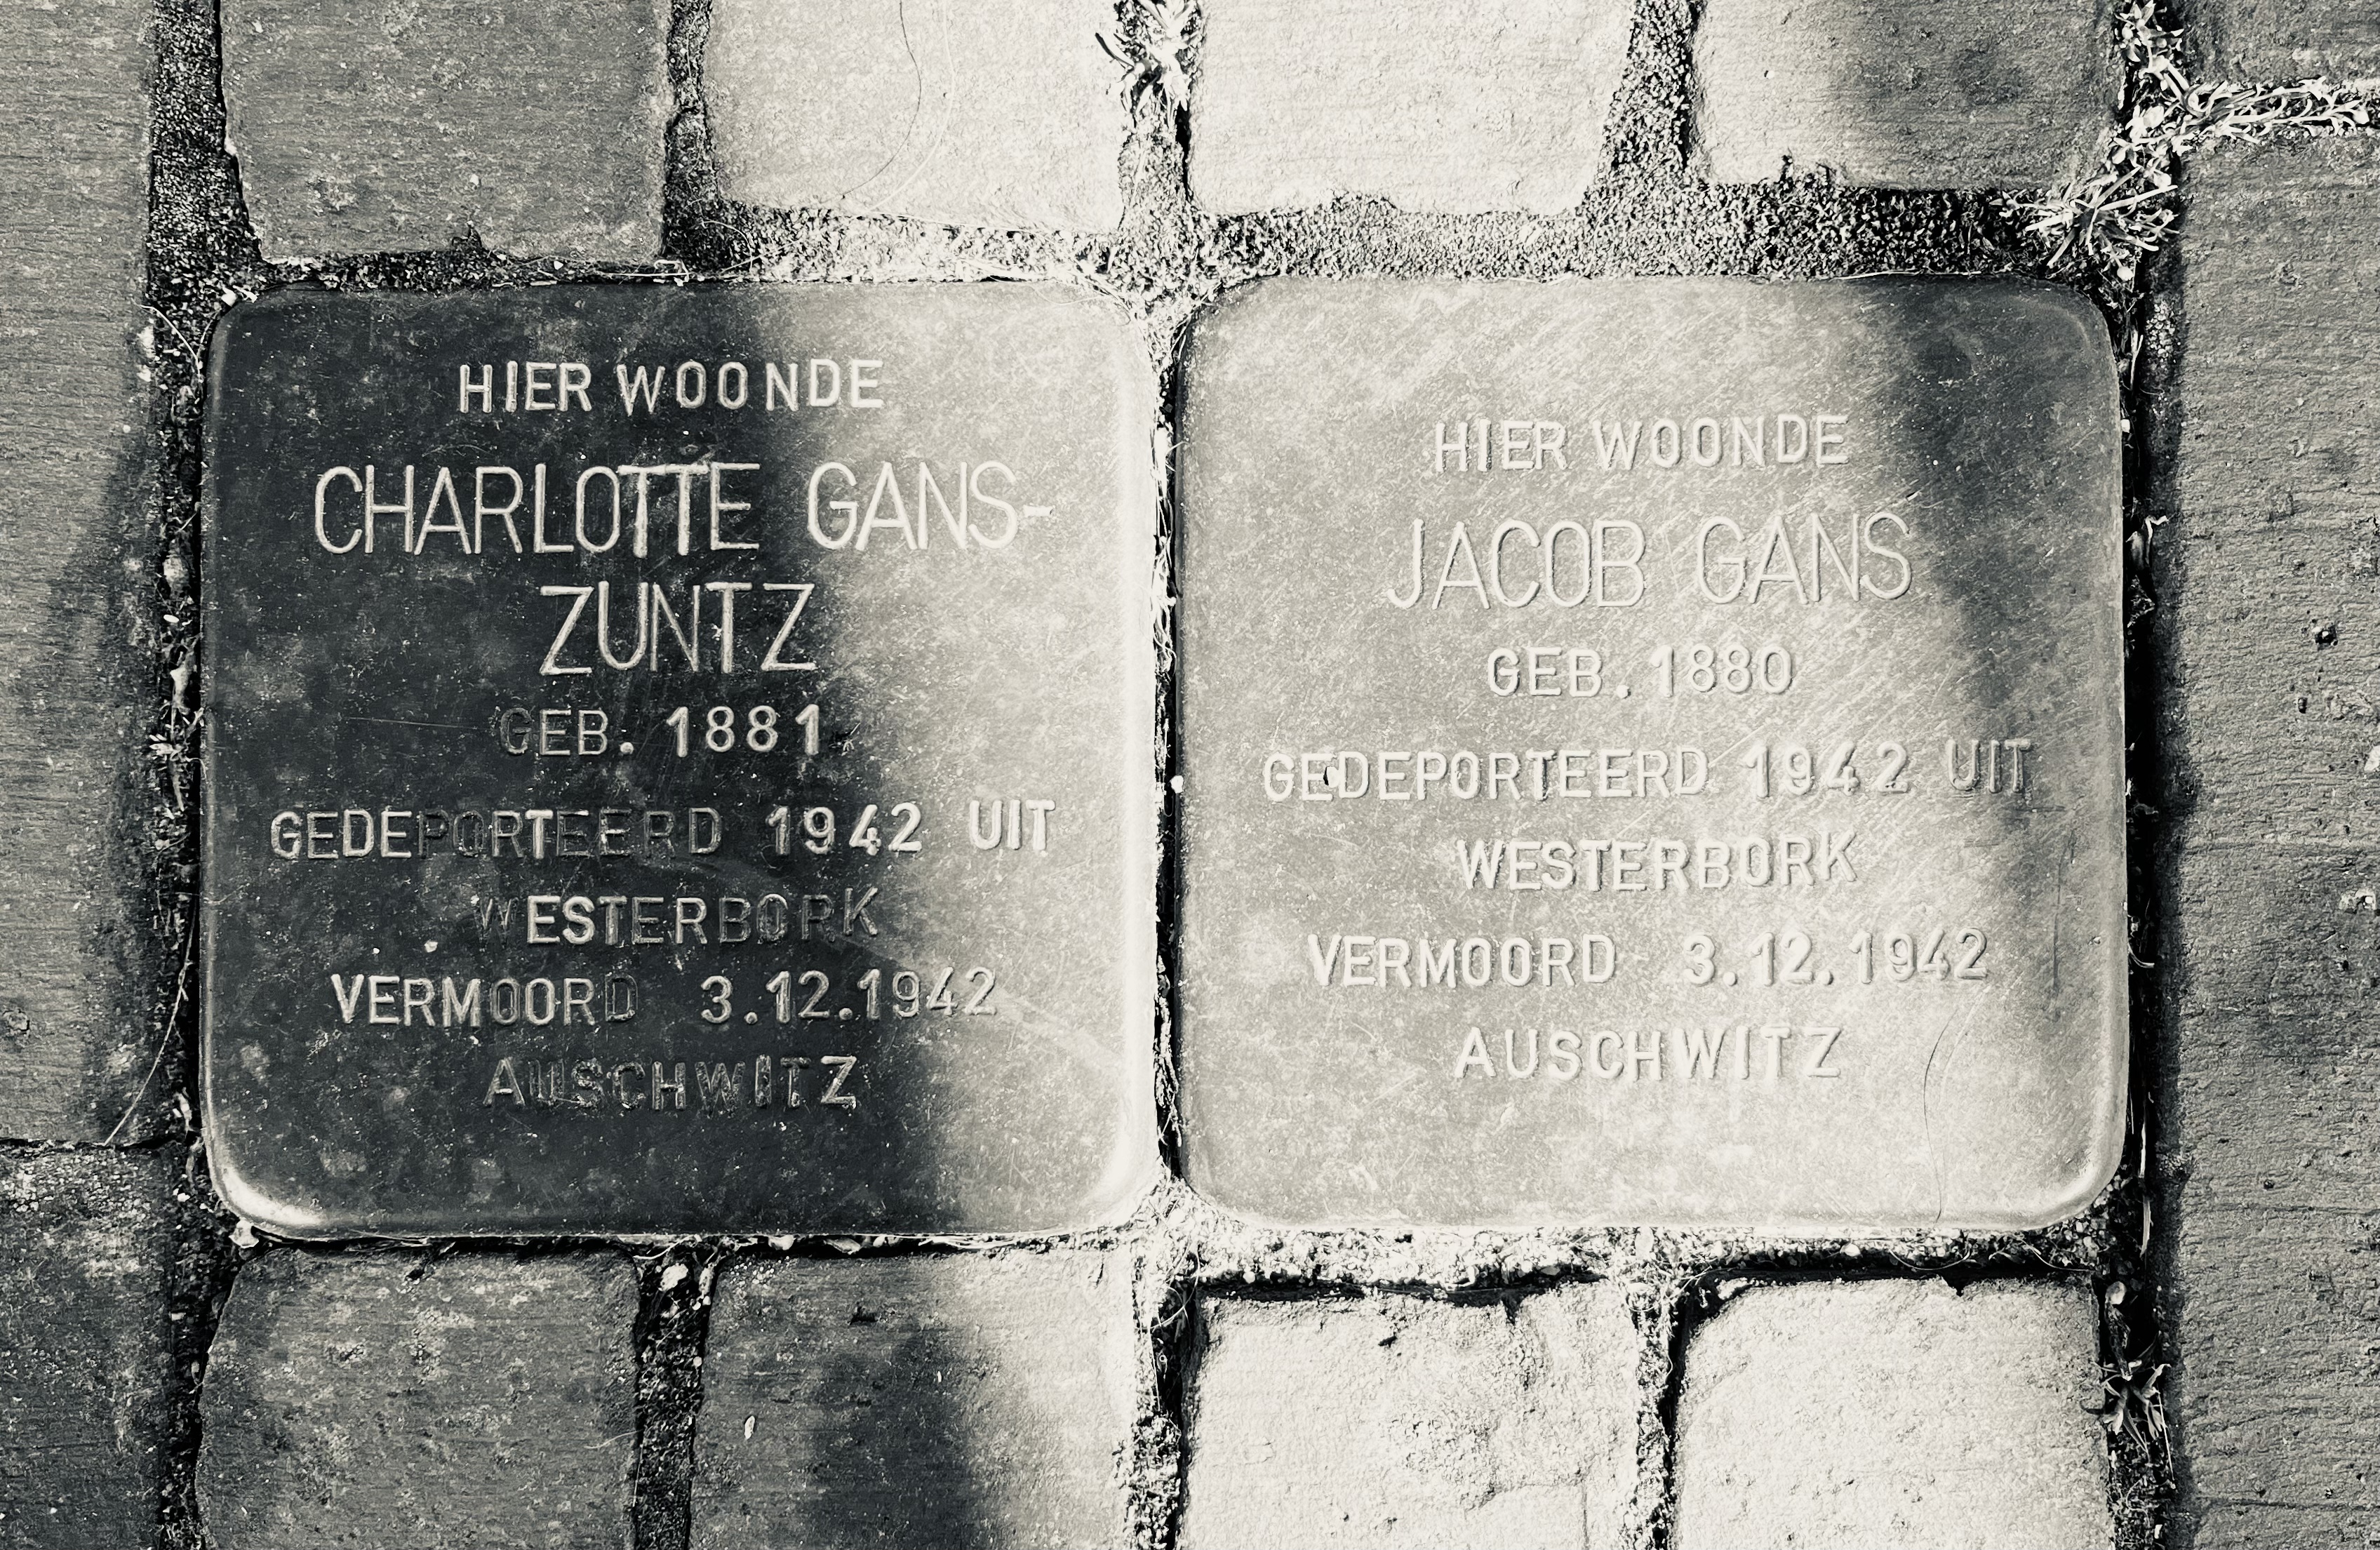 HIER WOONDE
CHARLOTTE GANS-
ZUNTZ
GEB. 1881
GEDEPORTEERD 1942 UIT
WESTERBORK
VERMOORD 3.12.1942
AUSCHWITZ
HIER WOONDE
JACOB GANS
GEB. 1880
GEDEPORTEERD 1942 UIT
WESTERBORK
VERMOORD 3.12.1942
AUSCHWITZ